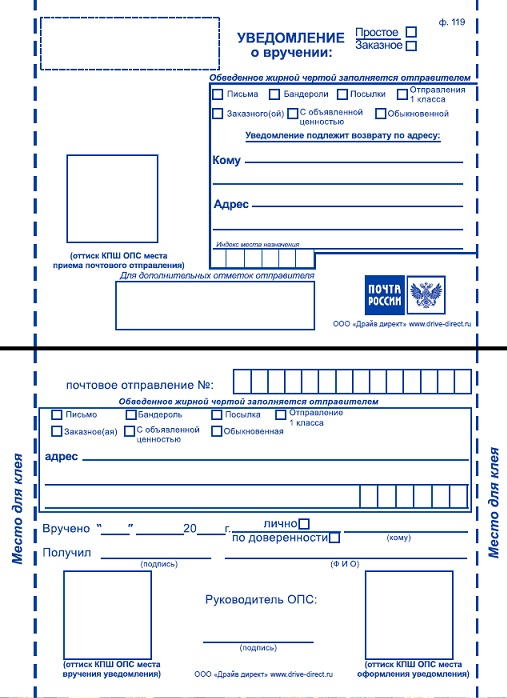 ф. 119
УВЕДОМЛЕНИЕ
о вручении:
Простое
Заказное
Обведенное жирной чертой заполняется отправителем
Письма Бандероли Посылки Отправления 1 класса
Заказного(ой) С объявленной ценностью Обыкновенной
Уведомление подлежит возврату по адресу:
Кому
Адрес
Индекс места назначения
(оттиск КПШ ОПС места
приема почтового отправления)
Для дополнительных отметок отправителя
ПОЧТА
РОССИИ
ООО «Драйв директ» www.drive-direct.ru
почтовое отправление №:
Обведенное жирной чертой заполняется отправителем
Письмо Бандероль Посылка Отправление 1 класса
Заказное(ая) С объявленной ценностью Обыкновенная
адрес
Место для клея
Место для клея
Вручено "__" ______20__г. лично
по доверенности (кому)
Получил
(подпись) (Ф И О)
Руководитель ОПС:
(подпись)
(оттиск КПШ ОПС места
вручения уведомления)
ООО «Драйв директ» www.drive-direct.ru
(оттиск КПШ ОПС места
оформления уведомления)